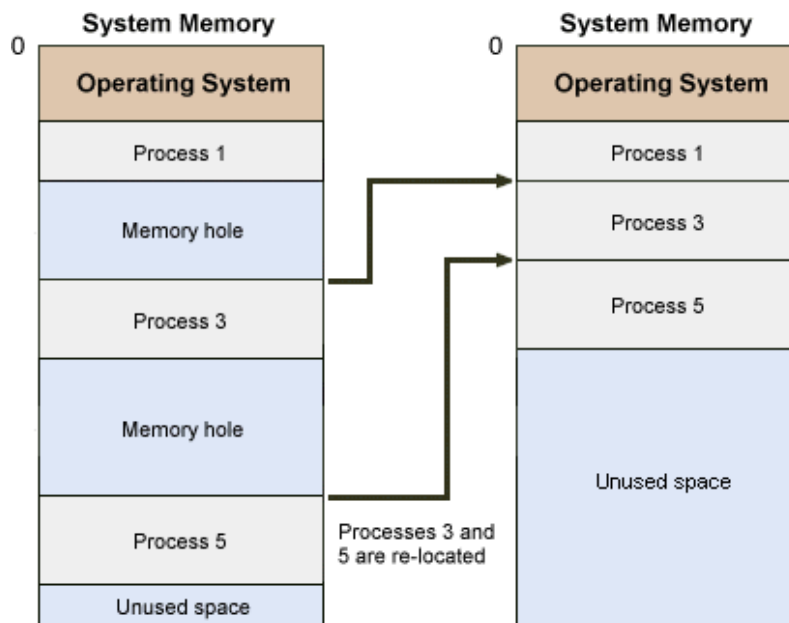 System Memory
0
Operating System
Process 1
Memory hole
Process 3
Memory hole
Process 5
Unused space
Processes 3 and
5 are re-located
System Memory
0
Operating System
Process 1
Process 3
Process 5
Unused space